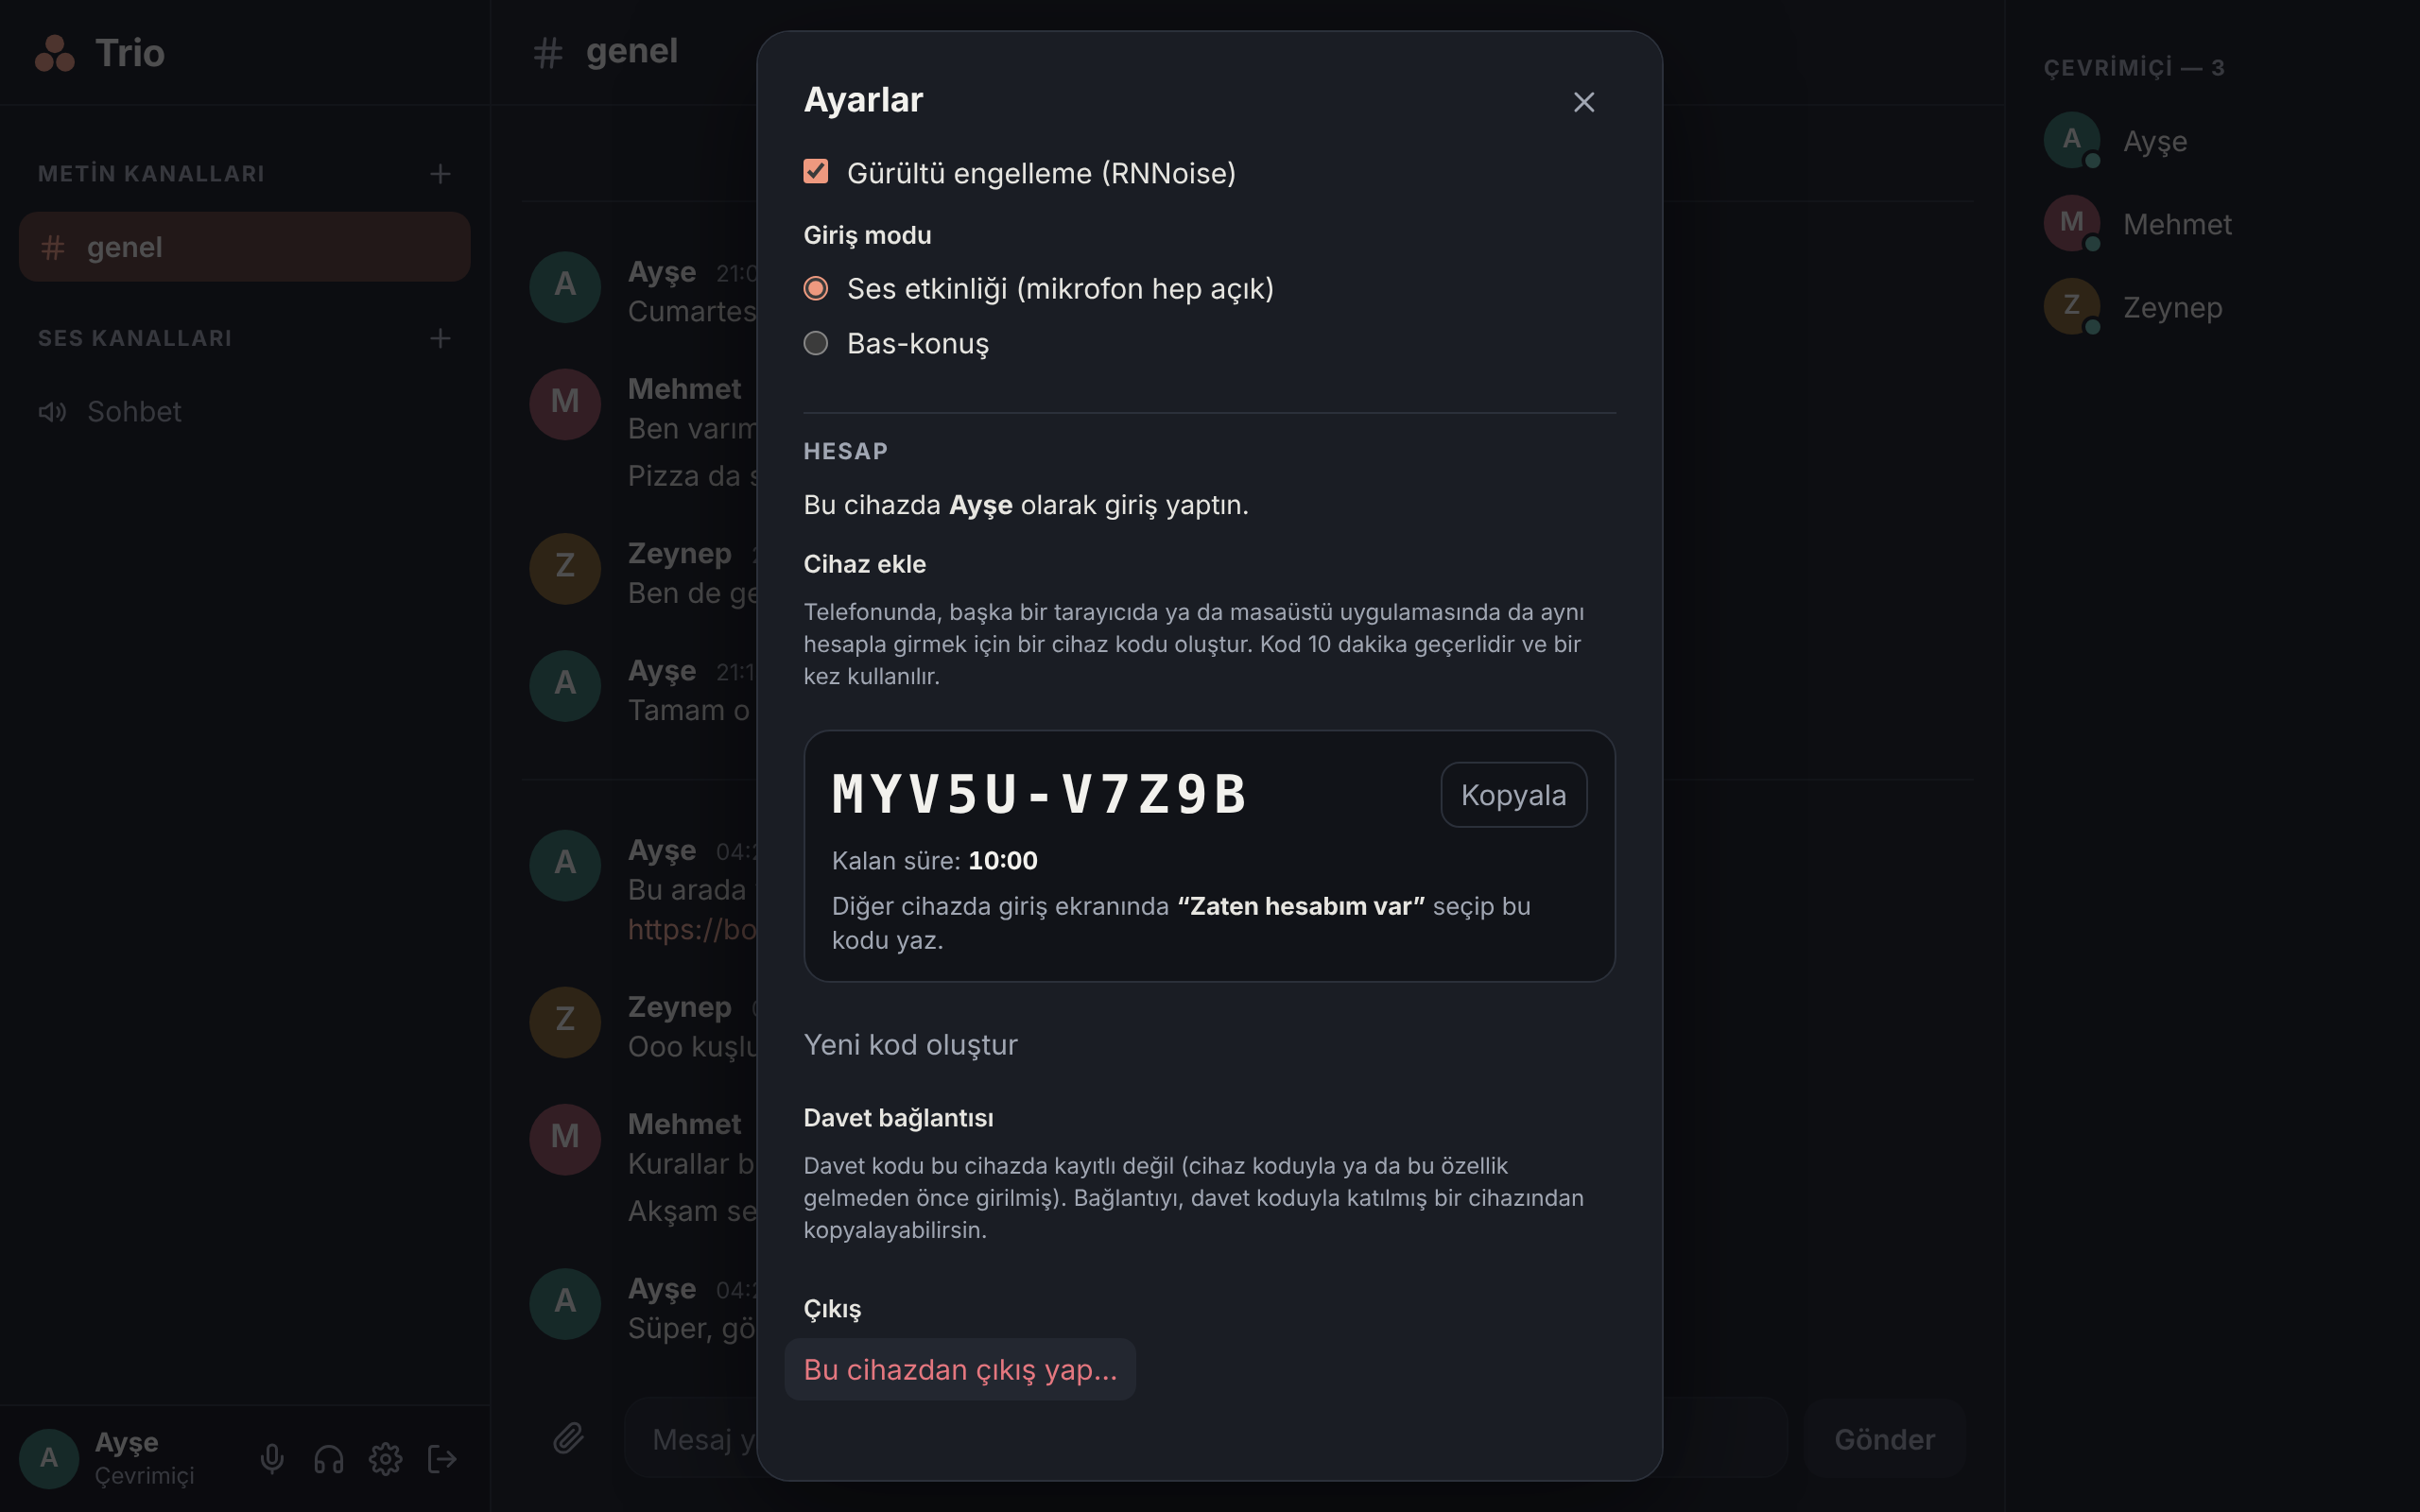 Trio
METİN KANALLARI
genel
SES KANALLARI
Sohbet
A
Ayşe
Çevrimiçi
# genel
A
Ayşe
Cumartes
M
Mehmet
Ben varım
Pizza da
Z
Zeynep
Ben de ge
A
Ayşe 21:1
Tamam o
A
Ayşe
Bu arada
https://bo
Z
Zeynep
Ooo kuşlu
M
Mehmet
Kurallar b
Akşam se
A
Ayşe
Süper, gö
Mesaj y
Gönder
Ayarlar
Gürültü engelleme (RNNoise)
Giriş modu
Ses etkinliği (mikrofon hep açık)
Bas-konuş
HESAP
Bu cihazda Ayşe olarak giriş yaptın.
Cihaz ekle
Telefonunda, başka bir tarayıcıda ya da masaüstü uygulamasında da aynı
hesapla girmek için bir cihaz kodu oluştur. Kod 10 dakika geçerlidir ve bir
kez kullanılır.
MYV5U-V7Z9B
Kopyala
Kalan süre: 10:00
Diğer cihazda giriş ekranında “Zaten hesabım var” seçip bu
kodu yaz.
Yeni kod oluştur
Davet bağlantısı
Davet kodu bu cihazda kayıtlı değil (cihaz koduyla ya da bu özellik
gelmeden önce girilmiş). Bağlantıyı, davet koduyla katılmış bir cihazından
kopyalayabilirsin.
Çıkış
Bu cihazdan çıkış yap...
ÇEVRİMİÇİ — 3
A
Ayşe
M
Mehmet
Z
Zeynep